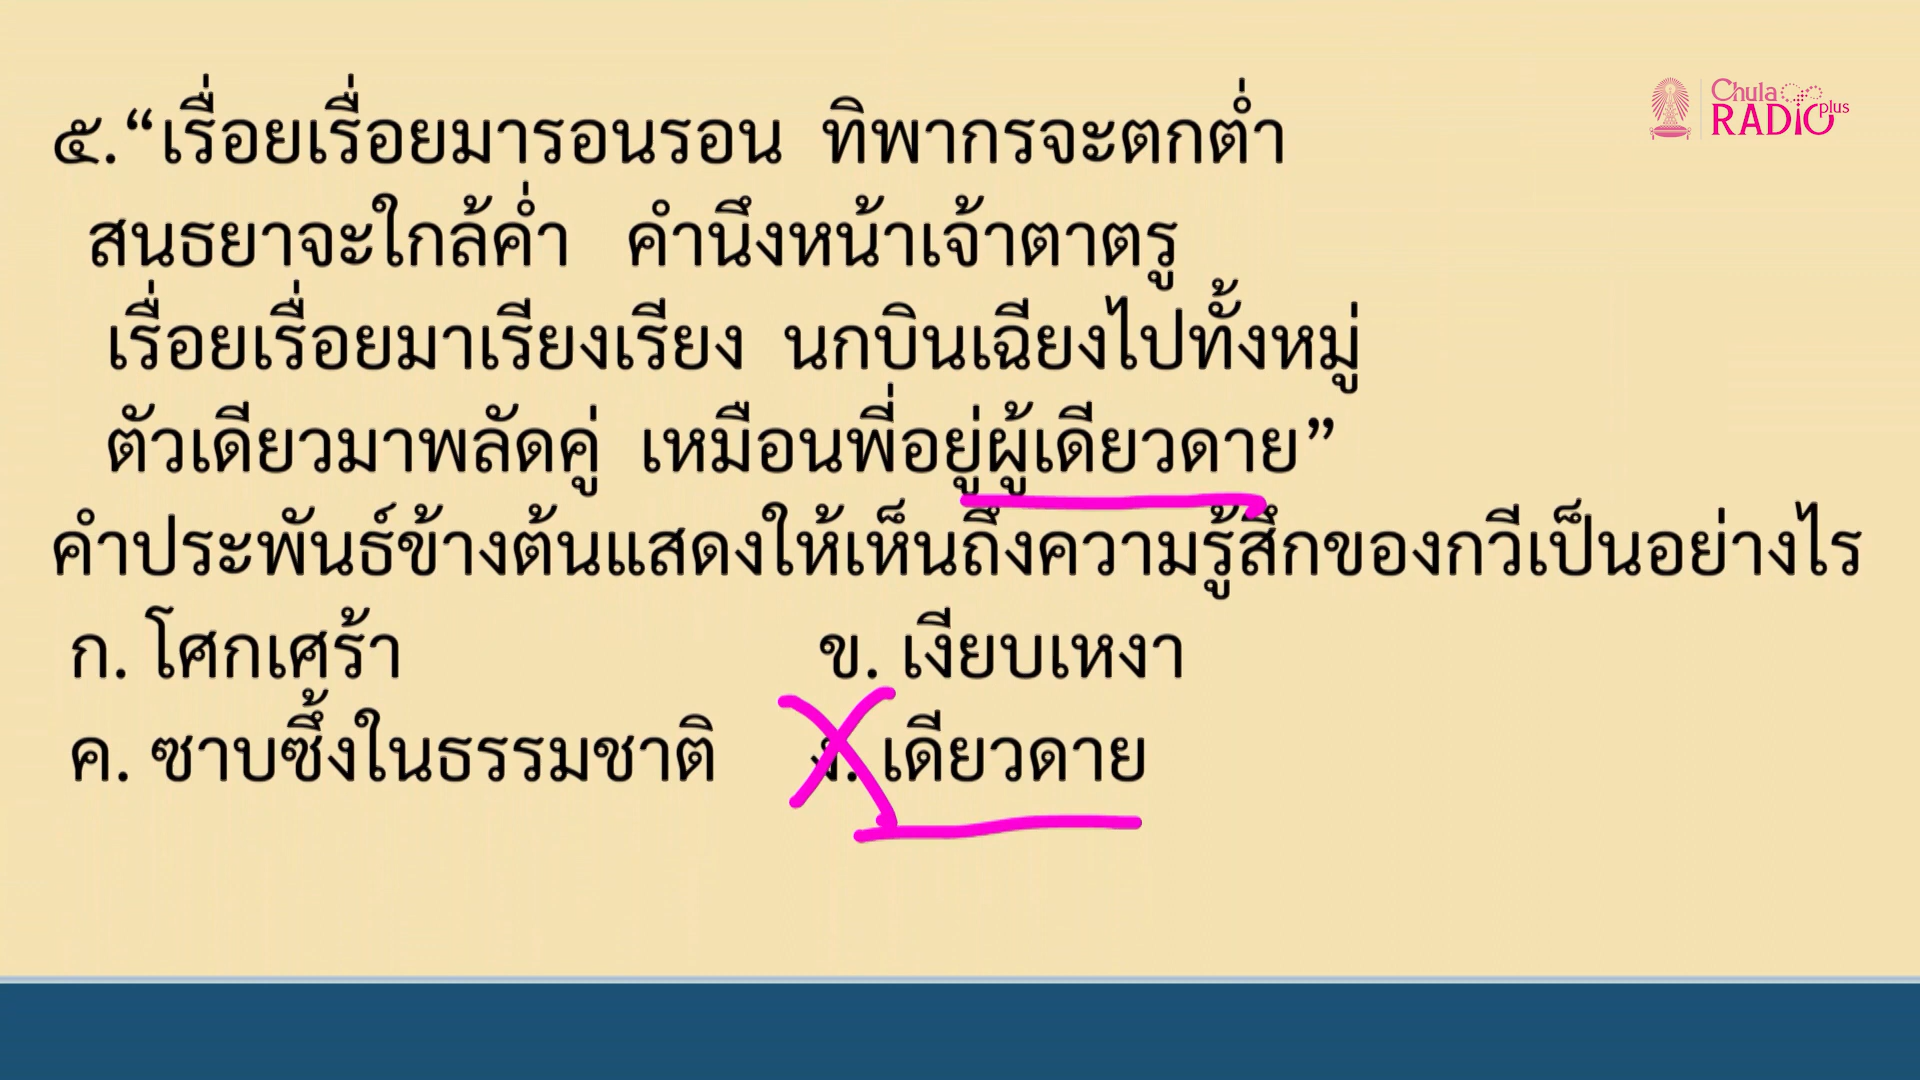 Chula
RADIO plus
๕.“เรื่อยเรื่อยมารอนรอน ทิพากรจะตกต่ำ
สนธยาจะใกล้ค่ำ คำนึงหน้าเจ้าตาตรู
เรื่อยเรื่อยมาเรียงเรียง นกบินเฉียงไปทั้งหมู่
ตัวเดียวมาพลัดคู่ เหมือนพี่อยู่ผู้เดียวดาย”
คำประพันธ์ข้างต้นแสดงให้เห็นถึงความรู้สึกของกวีเป็นอย่างไร
ก. โศกเศร้า ข. เงียบเหงา
ค. ซาบซึ้งในธรรมชาติ ง. เดียวดาย